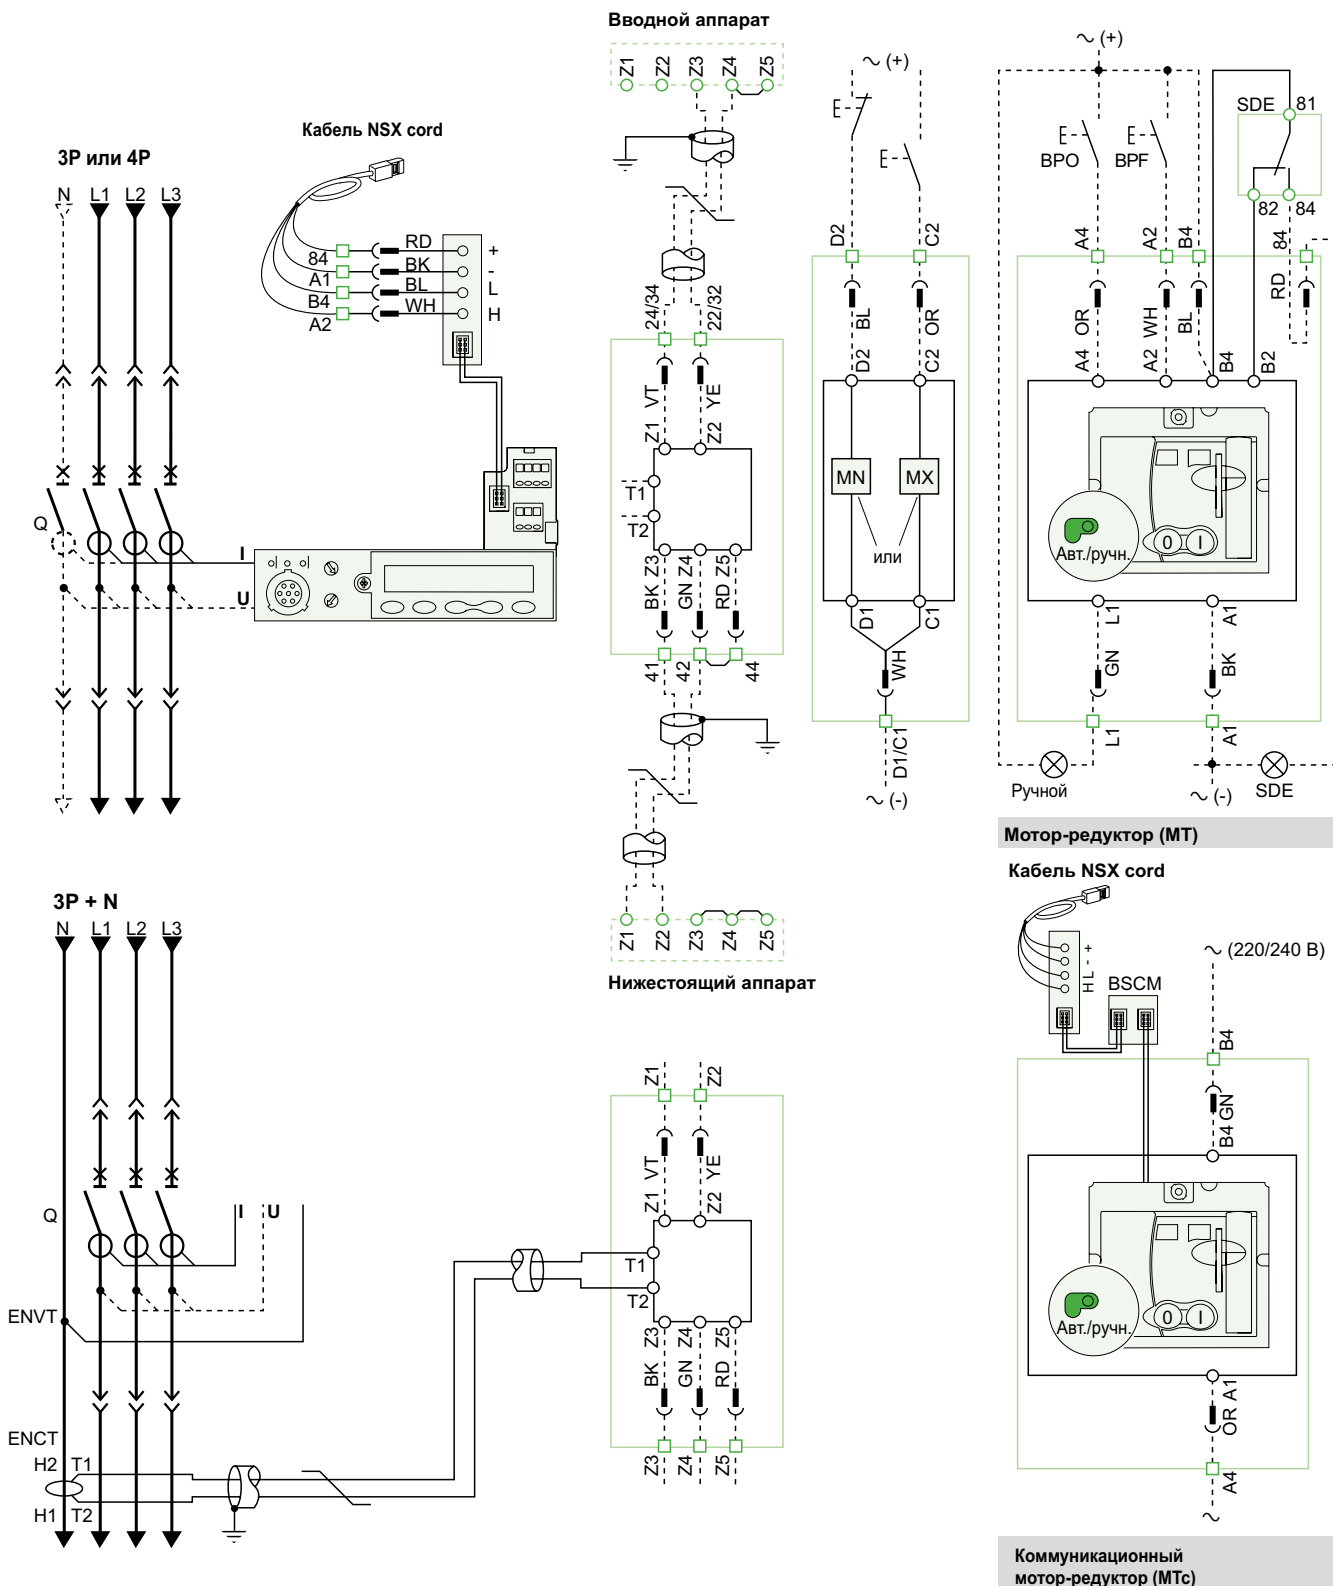 Вводной аппарат
Z1 Z2 Z3 Z4 Z5
Кабель NSX cord
3P или 4P
N L1 L2 L3
RD +
84
BK -
A1
BL L
B4
WH H
A2
Q
I
U
24/34 22/32
VT YE
Z1 Z2
T1
T2
Z3 Z4 Z5
BK GN RD
41 42 44
Z1 Z2 Z3 Z4 Z5
Нижестоящий аппарат
~ (+)
D2 C2
BL OR
D2 C2
MN MX
или
D1 C1
WH
D1/C1
~ (-)
~ (+)
SDE 81
BPO BPF
82 84
A4 A2 B4 84
OR WH BL RD
A4 A2 B4 B2
Авт./ручн.
0 I
L1 A1
GN BK
L1 A1
Ручной
~ (-)
SDE
Мотор-редуктор (MT)
3P + N
N L1 L2 L3
Q
I U
ENVT
ENCT
H2 T1
H1 T2
Z1 Z2
VT YE
Z1 Z2
T1
T2
Z3 Z4 Z5
BK GN RD
Z3 Z4 Z5
Кабель NSX cord
H L - +
BSCM
~ (220/240 В)
B4
GN
B4
Авт./ручн.
0 I
A1
OR
A4
~
Коммуникационный
мотор-редуктор (MTc)